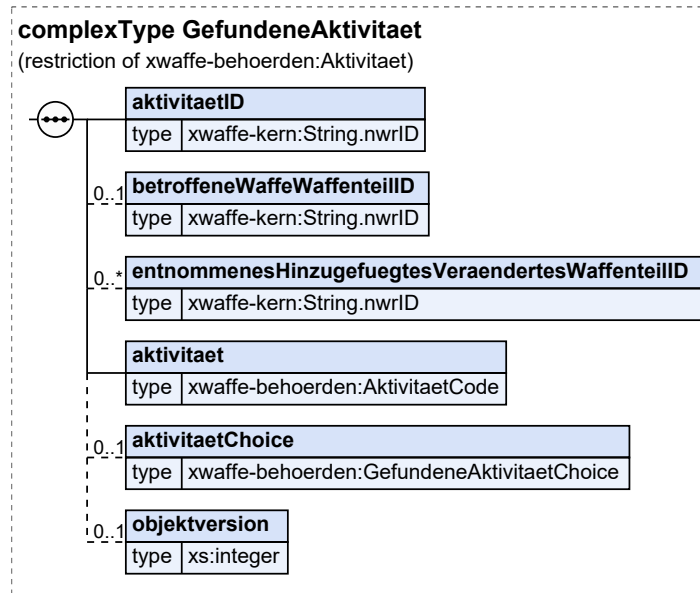 complexType GefundeneAktivitaet
(restriction of xwaffe-behoerden:Aktivitaet)
aktivitaetID
type xwaffe-kern:String.nwrID
0..1 betroffeneWaffeWaffenteilID
type xwaffe-kern:String.nwrID
0..* entnommenesHinzugefuegtesVeraendertesWaffenteilID
type xwaffe-kern:String.nwrID
aktivitaet
type xwaffe-behoerden:AktivitaetCode
0..1 aktivitaetChoice
type xwaffe-behoerden:GefundeneAktivitaetChoice
0..1 objektversion
type xs:integer